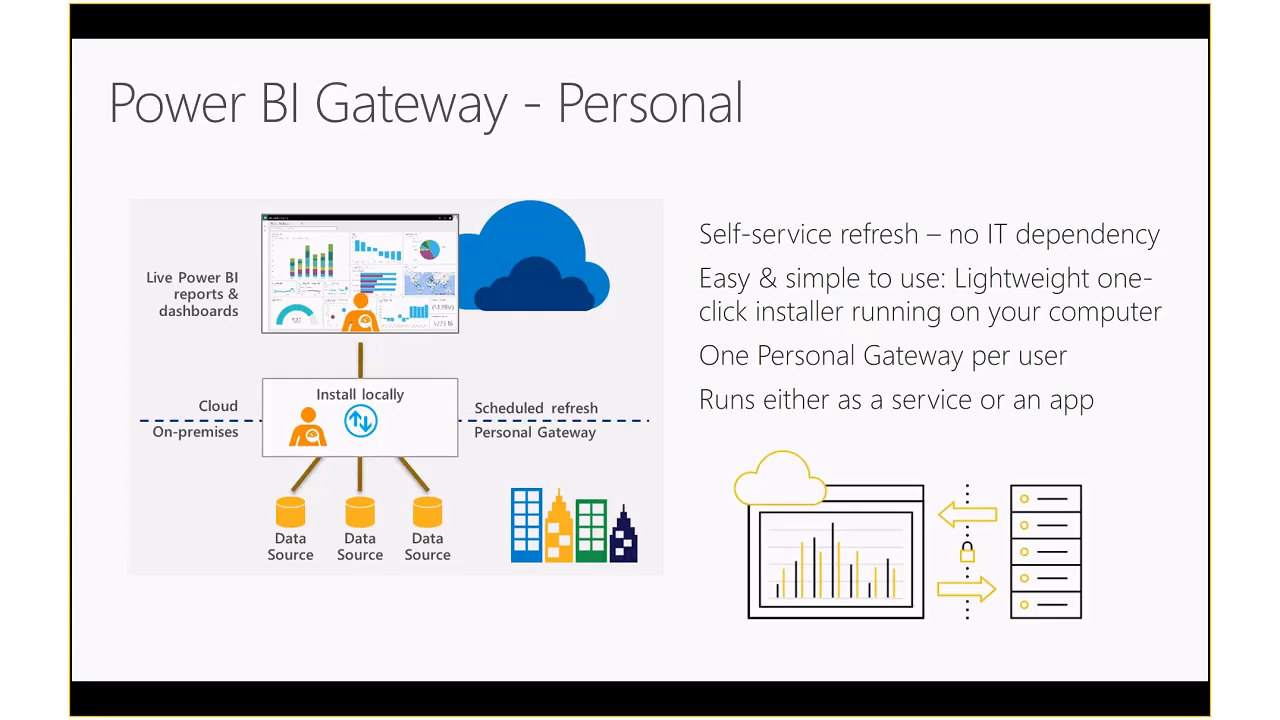 Power BI Gateway - Personal
Live Power BI
reports &
dashboards
Install locally
Cloud
On-premises
Scheduled refresh
Personal Gateway
Data
Source
Data
Source
Data
Source
Self-service refresh – no IT dependency
Easy & simple to use: Lightweight one-
click installer running on your computer
One Personal Gateway per user
Runs either as a service or an app